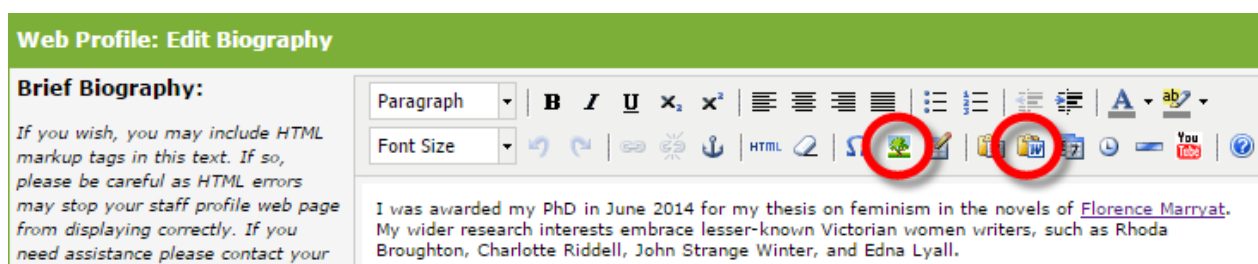 Web Profile: Edit Biography
Brief Biography:
If you wish, you may include HTML
markup tags in this text. If so,
please be careful as HTML errors
may stop your staff profile web page
from displaying correctly. If you
need assistance please contact your
Paragraph B I U x₂ x² A ab
Font Size HTML Ω W 7 You Tube ?
I was awarded my PhD in June 2014 for my thesis on feminism in the novels of Florence Marryat.
My wider research interests embrace lesser-known Victorian women writers, such as Rhoda
Broughton, Charlotte Riddell, John Strange Winter, and Edna Lyall.